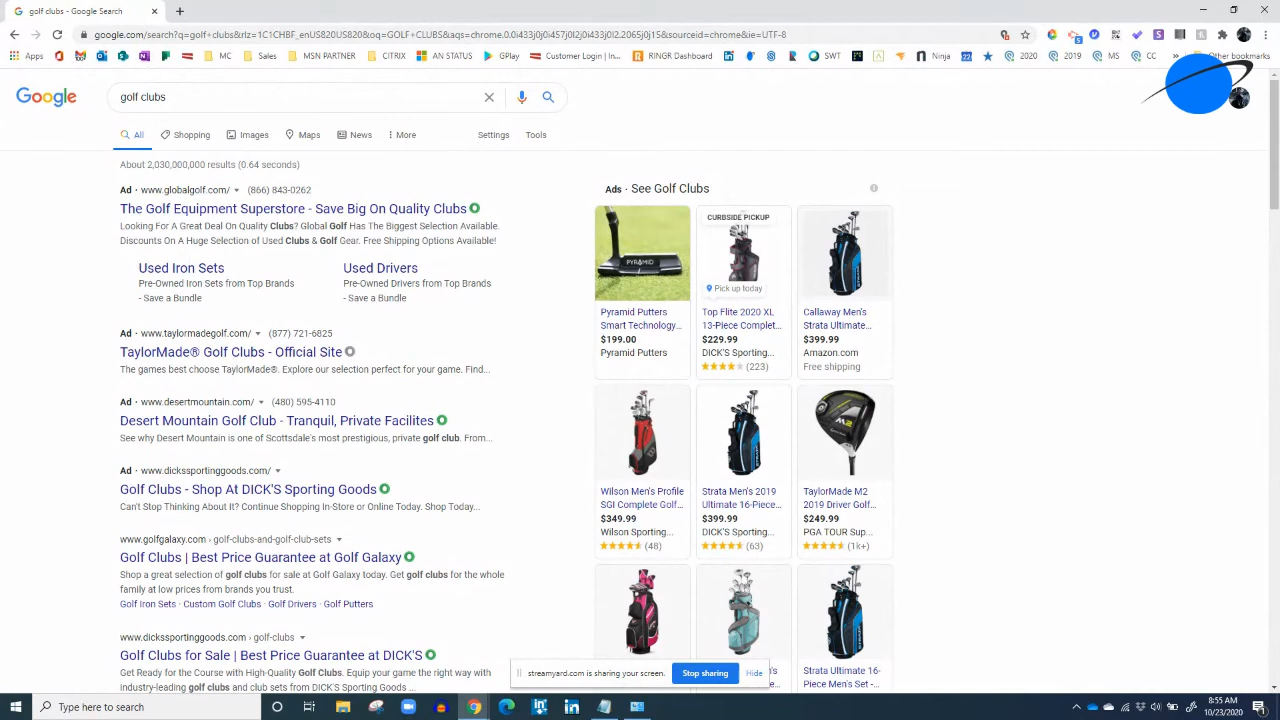 golf clubs - Google Search
google.com/search?q=golf+clubs&rlz=1C1CHBF_enUS820US820&oq=GOLF+CLUBS&aqs=chrome.0.0i433j0j0i433l2j0j0i433j0i2.2065j0j15&sourceid=chrome&ie=UTF-8
Apps MC Sales MSN PARTNERS CITRIX AN STATUS GPlay Customer Login | In... RINGR Dashboard SWT Ninja 2020 2019 MS CC » Other bookmarks
Google
golf clubs
All Shopping Images Maps News More Settings Tools
About 2,030,000,000 results (0.64 seconds)
Ad · www.globalgolf.com/ (866) 843-0262
The Golf Equipment Superstore - Save Big On Quality Clubs
Looking For A Great Deal On Quality Clubs? Global Golf Has The Biggest Selection Available.
Discounts On A Huge Selection of Used Clubs & Golf Gear. Free Shipping Options Available!
Used Iron Sets
Pre-Owned Iron Sets from Top Brands
- Save a Bundle
Used Drivers
Pre-Owned Drivers from Top Brands
- Save a Bundle
Ad · www.taylormadegolf.com/ (877) 721-6825
TaylorMade® Golf Clubs - Official Site
The games best choose TaylorMade®. Explore our selection perfect for your game. Find...
Ad · www.desertmountain.com/ (480) 595-4110
Desert Mountain Golf Club - Tranquil, Private Facilites
See why Desert Mountain is one of Scottsdale's most prestigious, private golf club. From...
Ad · www.dickssportinggoods.com/
Golf Clubs - Shop At DICK'S Sporting Goods
Can't Stop Thinking About It? Continue Shopping In-Store or Online Today. Shop Today...
www.golfgalaxy.com › golf-clubs-and-golf-club-sets
Golf Clubs | Best Price Guarantee at Golf Galaxy
Shop a great selection of golf clubs for sale at Golf Galaxy today. Get golf clubs for the whole
family at low prices from brands you trust.
Golf Iron Sets · Custom Golf Clubs · Golf Drivers · Golf Putters
www.dickssportinggoods.com › golf-clubs
Golf Clubs for Sale | Best Price Guarantee at DICK'S
Get Ready for the Course with High-Quality Golf Clubs. Equip your game the right way with
industry-leading golf clubs and club sets from DICK'S Sporting Goods ...
Ads · See Golf Clubs
PYRAMID
Pyramid Putters
Smart Technology...
$199.00
Pyramid Putters
CURBSIDE PICKUP
Pick up today
Top Flite 2020 XL
13-Piece Complet...
$229.99
DICK'S Sporting...
(223)
Callaway Men's
Strata Ultimate...
$399.99
Amazon.com
Free shipping
Wilson Men's Profile
SGI Complete Golf...
$349.99
Wilson Sporting...
(48)
Strata Men's 2019
Ultimate 16-Piece...
$399.99
DICK'S Sporting...
(63)
M2
TaylorMade M2
2019 Driver Golf...
$249.99
PGA TOUR Sup...
(1k+)
Strata Ultimate 16-
Piece Men's Set -...
streamyard.com is sharing your screen. Stop sharing Hide
Type here to search
8:55 AM
10/23/2020